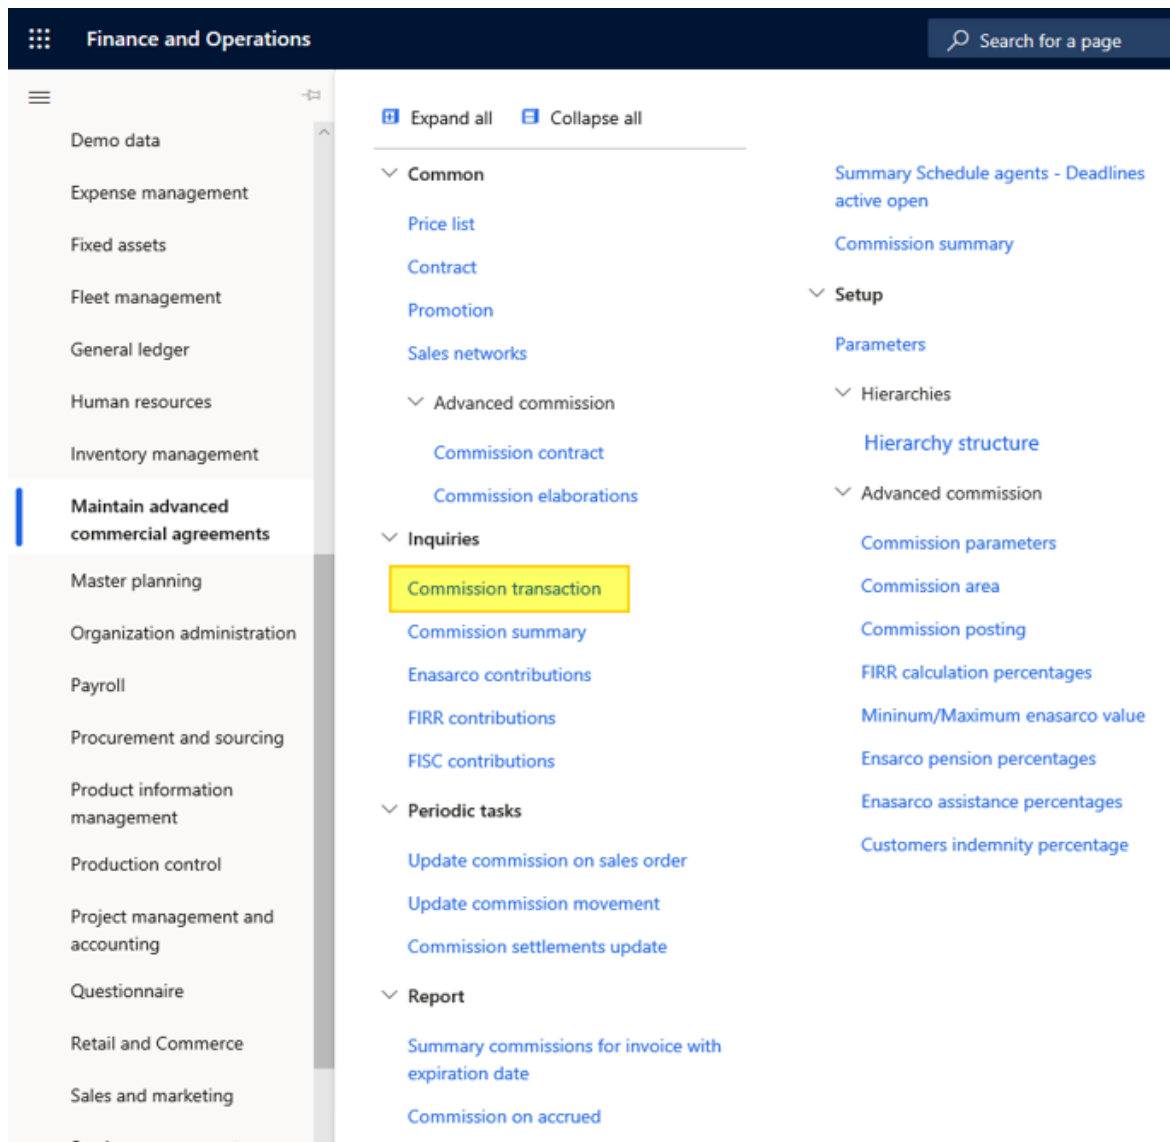 Finance and Operations
Search for a page
Demo data
Expense management
Fixed assets
Fleet management
General ledger
Human resources
Inventory management
Maintain advanced
commercial agreements
Master planning
Organization administration
Payroll
Procurement and sourcing
Product information
management
Production control
Project management and
accounting
Questionnaire
Retail and Commerce
Sales and marketing
Expand all
Collapse all
Common
Price list
Contract
Promotion
Sales networks
Advanced commission
Commission contract
Commission elaborations
Inquiries
Commission transaction
Commission summary
Enasarco contributions
FIRR contributions
FISC contributions
Periodic tasks
Update commission on sales order
Update commission movement
Commission settlements update
Report
Summary commissions for invoice with
expiration date
Commission on accrued
Summary Schedule agents - Deadlines
active open
Commission summary
Setup
Parameters
Hierarchies
Hierarchy structure
Advanced commission
Commission parameters
Commission area
Commission posting
FIRR calculation percentages
Mininum/Maximum enasarco value
Ensarco pension percentages
Enasarco assistance percentages
Customers indemnity percentage